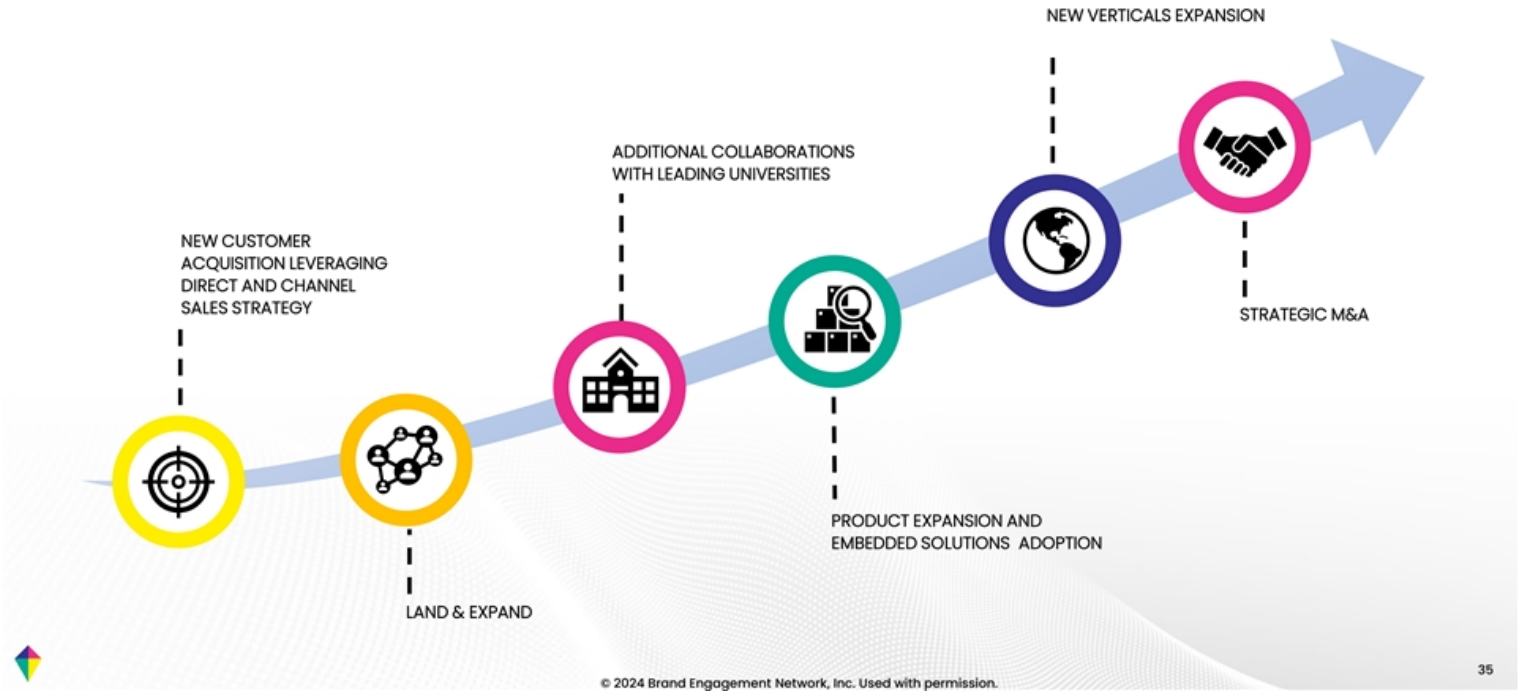 NEW VERTICALS EXPANSION
ADDITIONAL COLLABORATIONS
WITH LEADING UNIVERSITIES
NEW CUSTOMER
ACQUISITION LEVERAGING
DIRECT AND CHANNEL
SALES STRATEGY
STRATEGIC M&A
PRODUCT EXPANSION AND
EMBEDDED SOLUTIONS ADOPTION
LAND & EXPAND
35
© 2024 Brand Engagement Network, Inc. Used with permission.